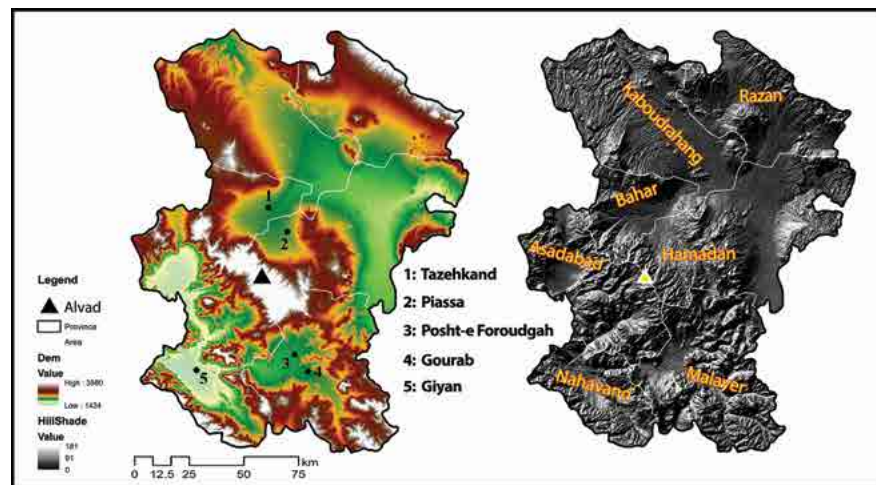 1
2
3
4
5
Legend
Alvad
Province
Area
Dem
Value
High : 3580
Low : 1434
HillShade
Value
181
91
0
0 12.5 25 50 75
km
1: Tazehkand
2: Piassa
3: Posht-e Foroudgah
4: Gourab
5: Giyan
Kaboudrahang
Razan
Bahar
Asadabad
Hamadan
Nahavand
Malayer